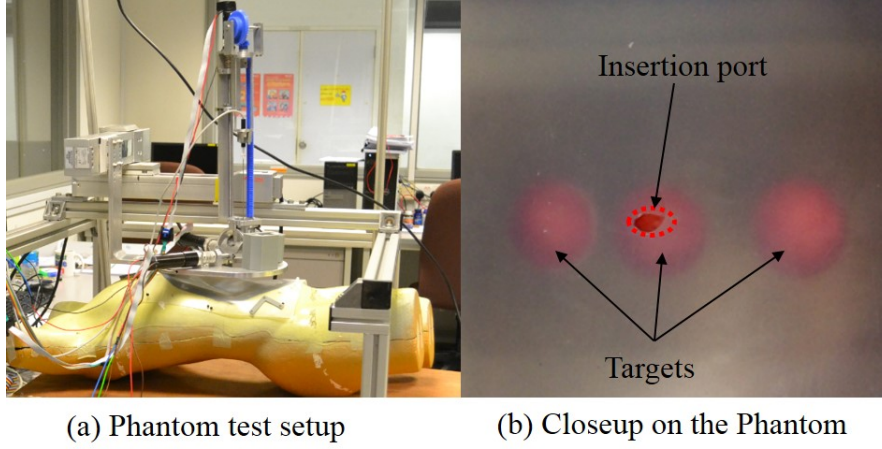 Insertion port
Targets
(a) Phantom test setup
(b) Closeup on the Phantom